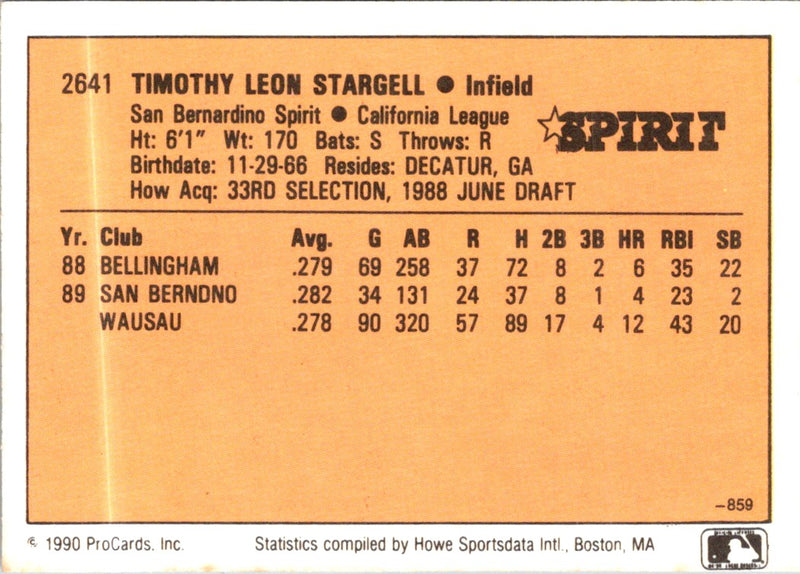 2641 TIMOTHY LEON STARGELL ● Infield
San Bernardino Spirit ● California League
SPIRIT
Ht: 6'1" Wt: 170 Bats: S Throws: R
Birthdate: 11-29-66 Resides: DECATUR, GA
How Acq: 33RD SELECTION, 1988 JUNE DRAFT
Yr. Club Avg. G AB R H 2B 3B HR RBI SB
88 BELLINGHAM .279 69 258 37 72 8 2 6 35 22
89 SAN BERNDNO .282 34 131 24 37 8 1 4 23 2
WAUSAU .278 90 320 57 89 17 4 12 43 20
–859
© 1990 ProCards, Inc. Statistics compiled by Howe Sportsdata Intl., Boston, MA